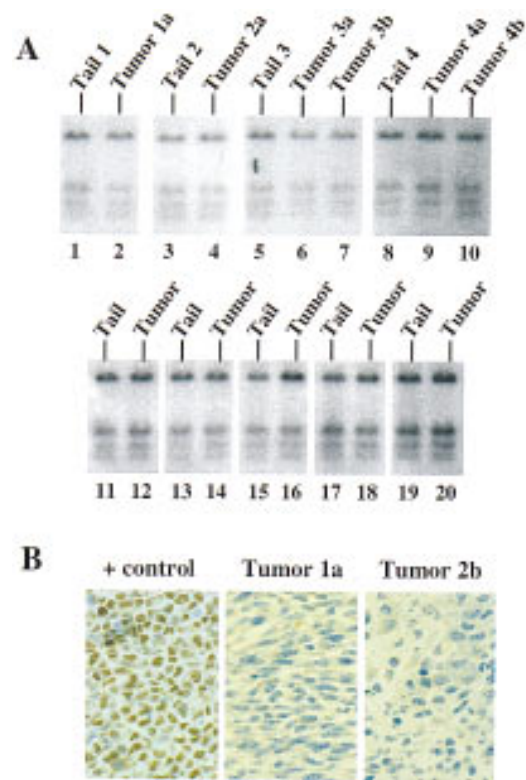 A
Tail 1 Tumor 1a Tail 2 Tumor 2a Tail 3 Tumor 3a Tumor 3b Tail 4 Tumor 4a Tumor 4b
1 2 3 4 5 6 7 8 9 10
Tail Tumor Tail Tumor Tail Tumor Tail Tumor Tail Tumor
11 12 13 14 15 16 17 18 19 20
B
+ control Tumor 1a Tumor 2b